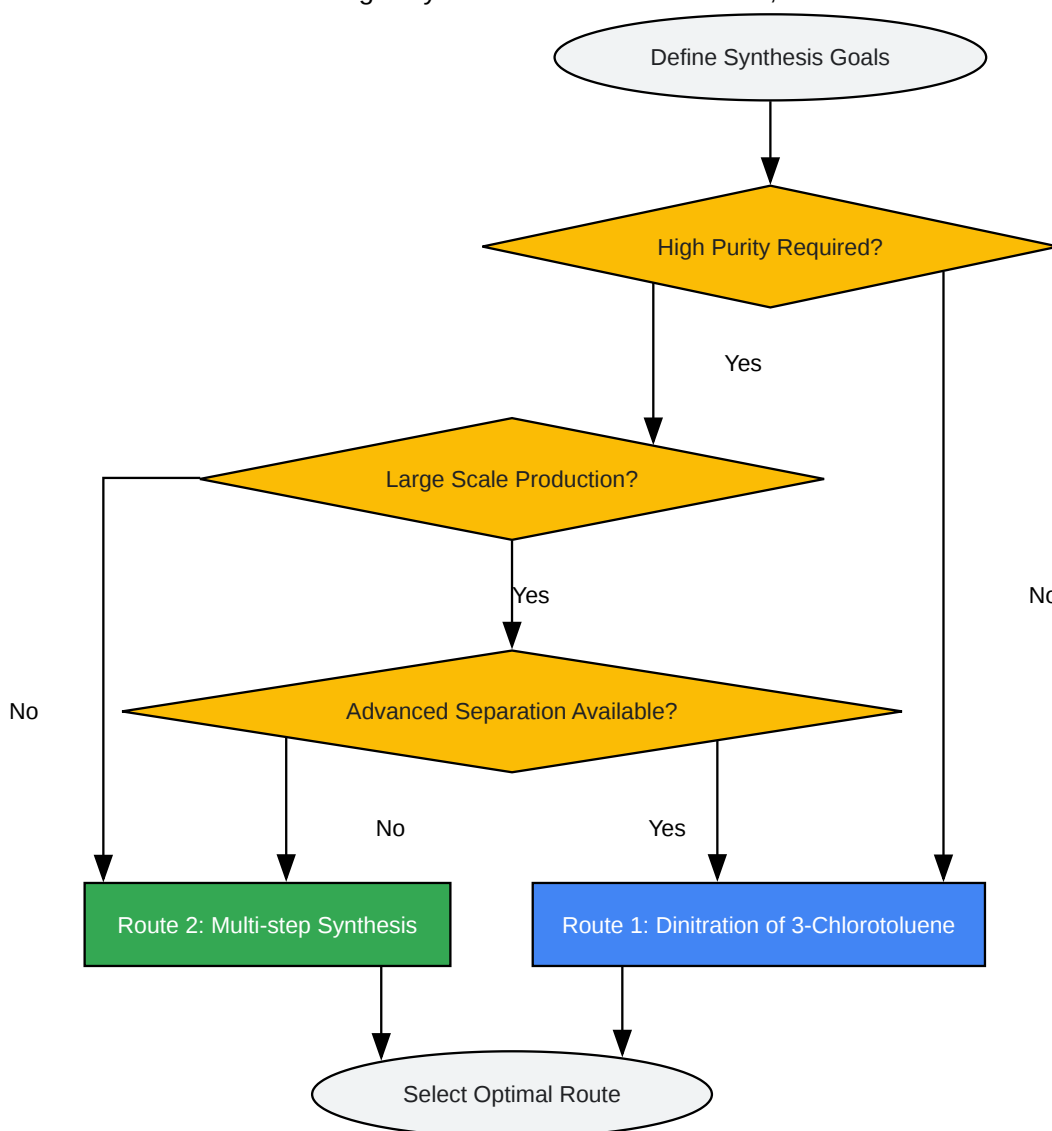 Define Synthesis Goals
High Purity Required?
Yes
Large Scale Production?
Yes
No
Advanced Separation Available?
No
Yes
Route 2: Multi-step Synthesis
Route 1: Dinitration of 3-Chlorotoluene
Select Optimal Route